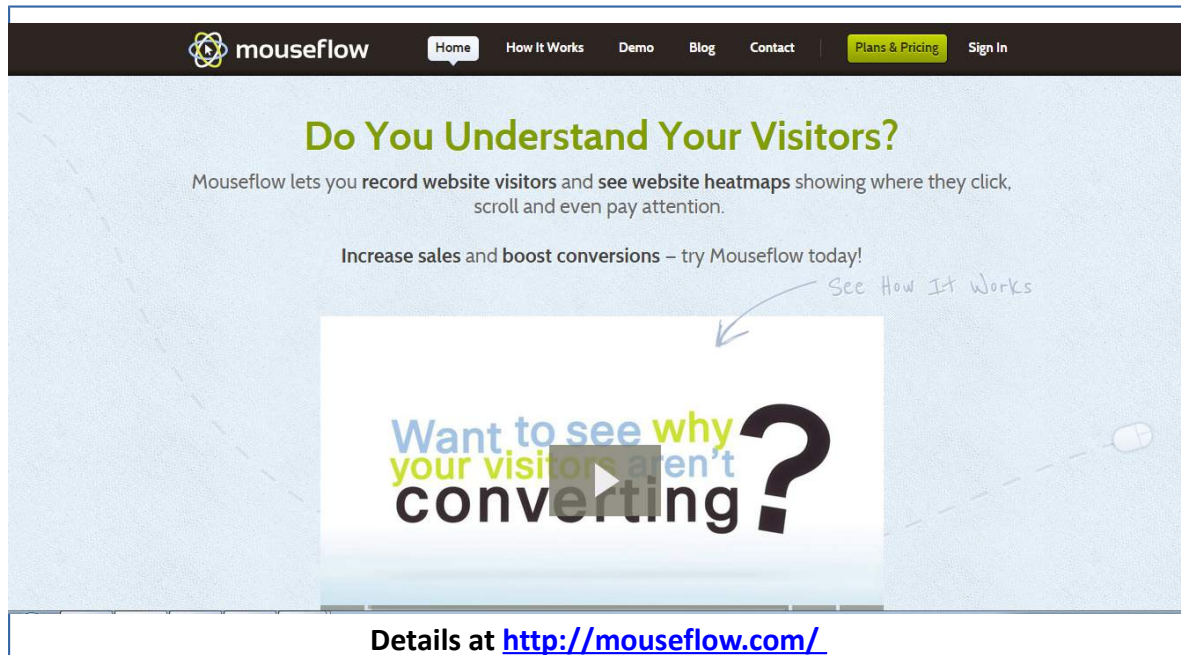 mouseflow Home How It Works Demo Blog Contact Plans & Pricing Sign In
Do You Understand Your Visitors?
Mouseflow lets you record website visitors and see website heatmaps showing where they click,
scroll and even pay attention.
Increase sales and boost conversions – try Mouseflow today!
See How It Works
Want to see why
your visitors aren't
converting?
Details at http://mouseflow.com/